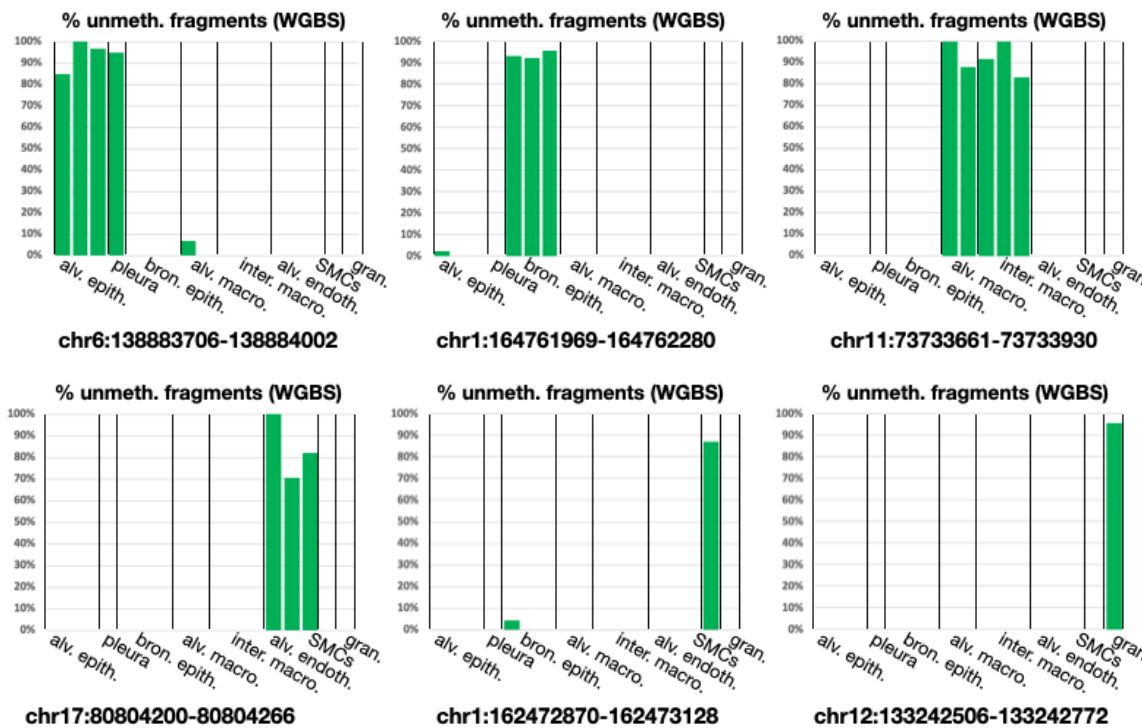 % unmeth. fragments (WGBS)
100%
90%
80%
70%
60%
50%
40%
30%
20%
10%
0%
alv. epith.
pleura
bron. epith.
alv. macro.
inter. macro.
alv. endoth.
SMCs
gran.
chr6:138883706-138884002
% unmeth. fragments (WGBS)
100%
90%
80%
70%
60%
50%
40%
30%
20%
10%
0%
alv. epith.
pleura
bron. epith.
alv. macro.
inter. macro.
alv. endoth.
SMCs
gran.
chr1:164761969-164762280
% unmeth. fragments (WGBS)
100%
90%
80%
70%
60%
50%
40%
30%
20%
10%
0%
alv. epith.
pleura
bron. epith.
alv. macro.
inter. macro.
alv. endoth.
SMCs
gran.
chr11:73733661-73733930
% unmeth. fragments (WGBS)
100%
90%
80%
70%
60%
50%
40%
30%
20%
10%
0%
alv. epith.
pleura
bron. epith.
alv. macro.
inter. macro.
alv. endoth.
SMCs
gran.
chr17:80804200-80804266
% unmeth. fragments (WGBS)
100%
90%
80%
70%
60%
50%
40%
30%
20%
10%
0%
alv. epith.
pleura
bron. epith.
alv. macro.
inter. macro.
alv. endoth.
SMCs
gran.
chr1:162472870-162473128
% unmeth. fragments (WGBS)
100%
90%
80%
70%
60%
50%
40%
30%
20%
10%
0%
alv. epith.
pleura
bron. epith.
alv. macro.
inter. macro.
alv. endoth.
SMCs
gran.
chr12:133242506-133242772